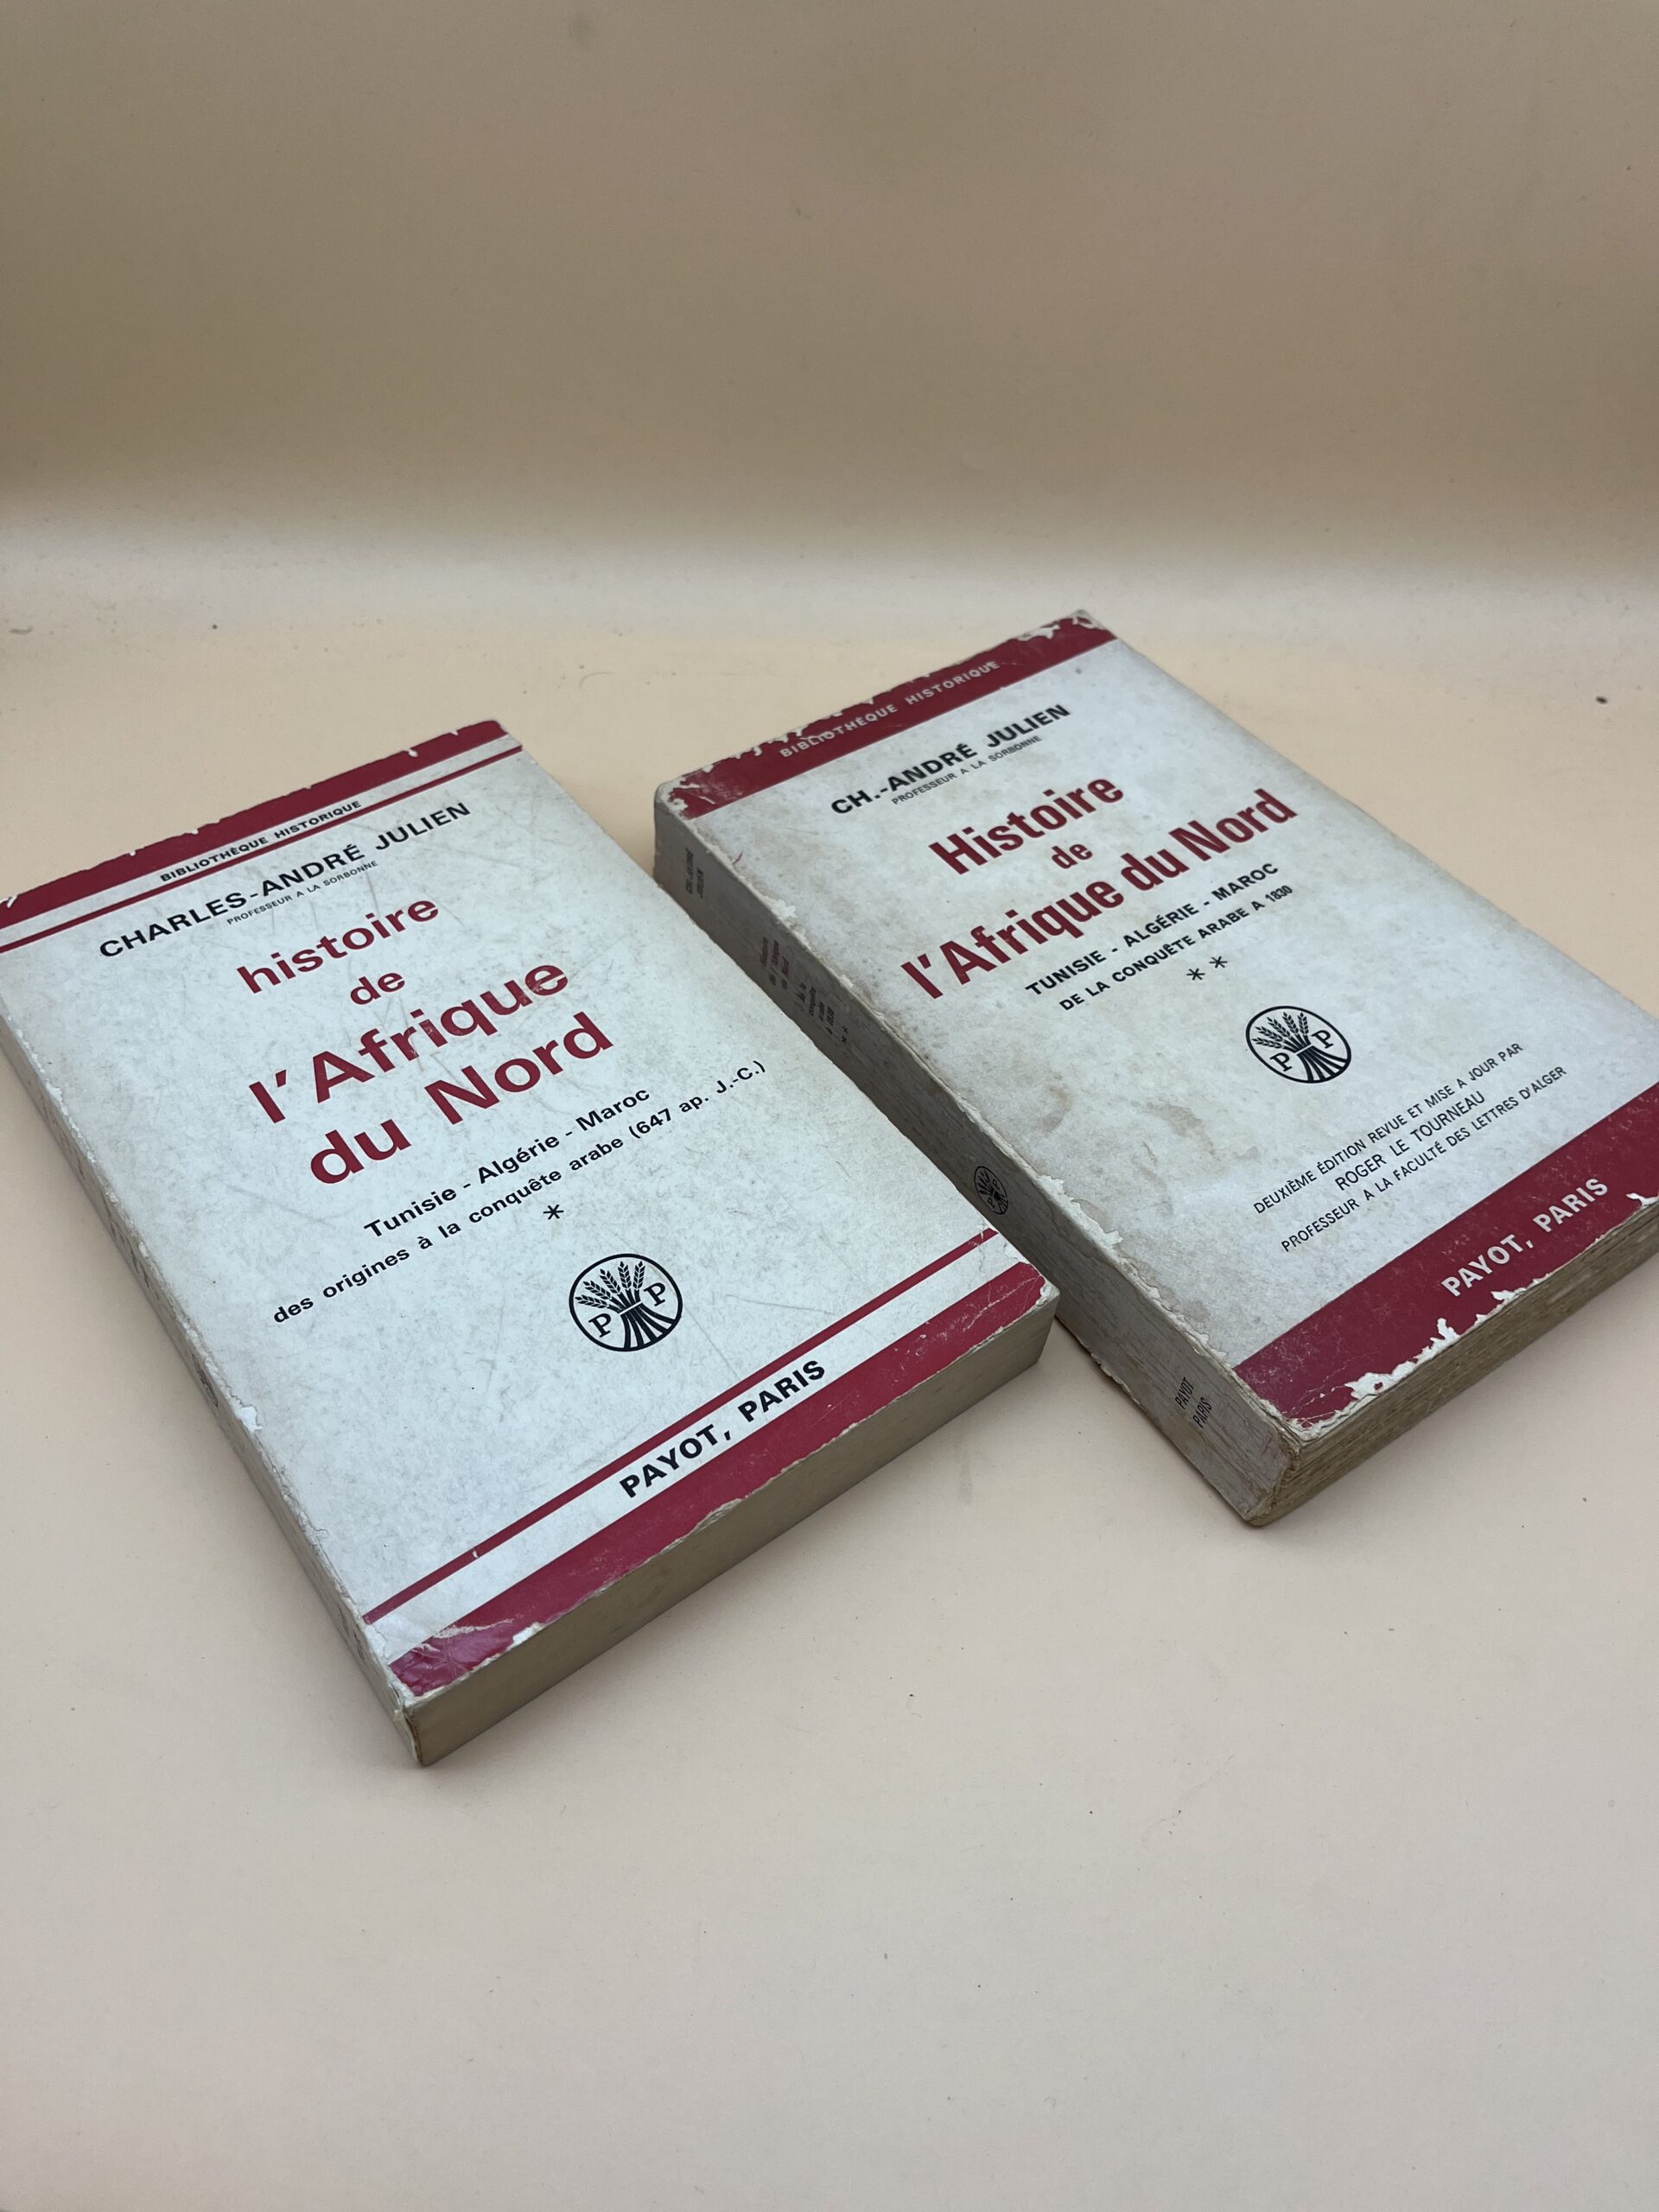 BIBLIOTHÈQUE HISTORIQUE
CHARLES-ANDRÉ JULIEN
PROFESSEUR A LA SORBONNE
histoire
de
l'Afrique
du Nord
Tunisie - Algérie - Maroc
des origines à la conquête arabe (647 ap. J.-C.)
*
P P
PAYOT, PARIS
BIBLIOTHÈQUE HISTORIQUE
CH.-ANDRÉ JULIEN
PROFESSEUR A LA SORBONNE
Histoire
de
l'Afrique du Nord
TUNISIE - ALGÉRIE - MAROC
DE LA CONQUÊTE ARABE A 1830
* *
P P
DEUXIÈME ÉDITION REVUE ET MISE A JOUR PAR
ROGER LE TOURNEAU
PROFESSEUR A LA FACULTÉ DES LETTRES D'ALGER
PAYOT, PARIS
PAYOT
PARIS